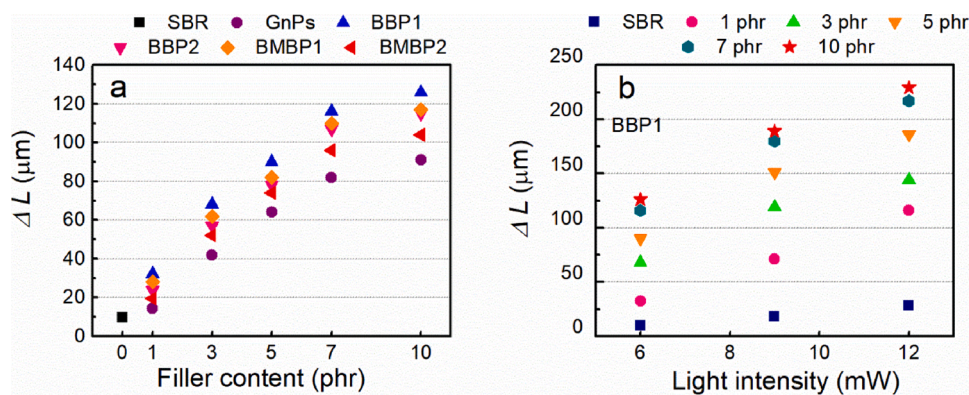 SBR GnPs BBP1
BBP2 BMBP1 BMBP2
a
140
120
100
80
60
40
20
0
Δ L (μm)
0 1 3 5 7 10
Filler content (phr)
SBR 1 phr 3 phr 5 phr
7 phr 10 phr
b
BBP1
250
200
150
100
50
0
Δ L (μm)
6 8 10 12
Light intensity (mW)